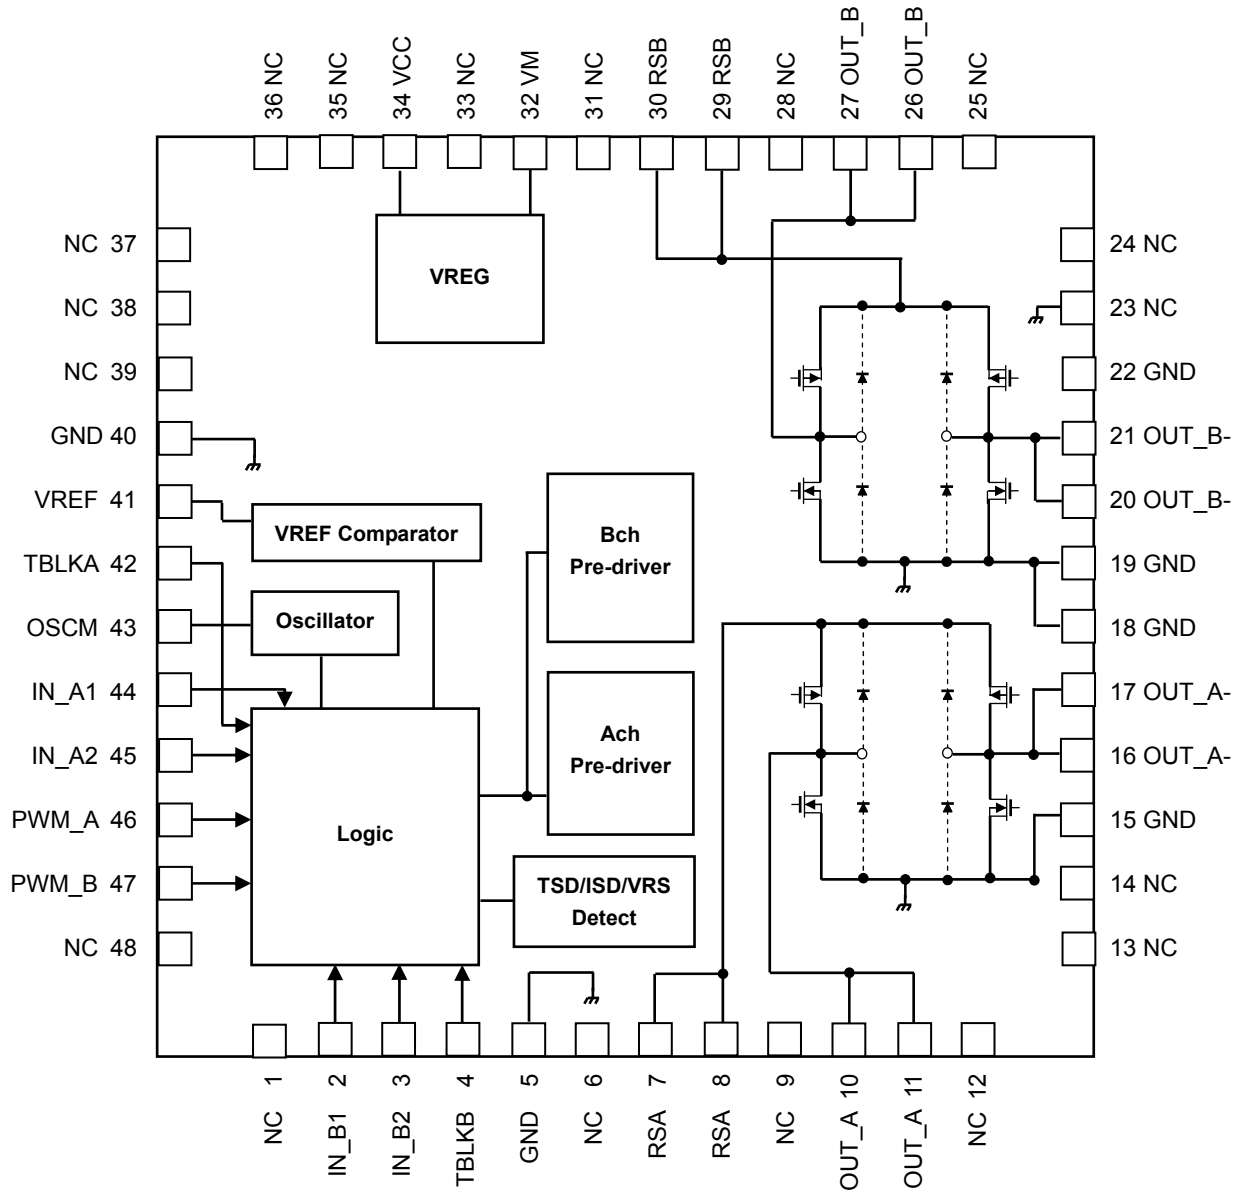 36 NC
35 NC
34 VCC
33 NC
32 VM
31 NC
30 RSB
29 RSB
28 NC
27 OUT_B
26 OUT_B
25 NC
NC 37
NC 38
NC 39
GND 40
VREF 41
TBLKA 42
OSCM 43
IN_A1 44
IN_A2 45
PWM_A 46
PWM_B 47
NC 48
VREG
VREF Comparator
Oscillator
Logic
Bch
Pre-driver
Ach
Pre-driver
TSD/ISD/VRS
Detect
24 NC
23 NC
22 GND
21 OUT_B-
20 OUT_B-
19 GND
18 GND
17 OUT_A-
16 OUT_A-
15 GND
14 NC
13 NC
NC 1
IN_B1 2
IN_B2 3
TBLKB 4
GND 5
NC 6
RSA 7
RSA 8
NC 9
OUT_A 10
OUT_A 11
NC 12